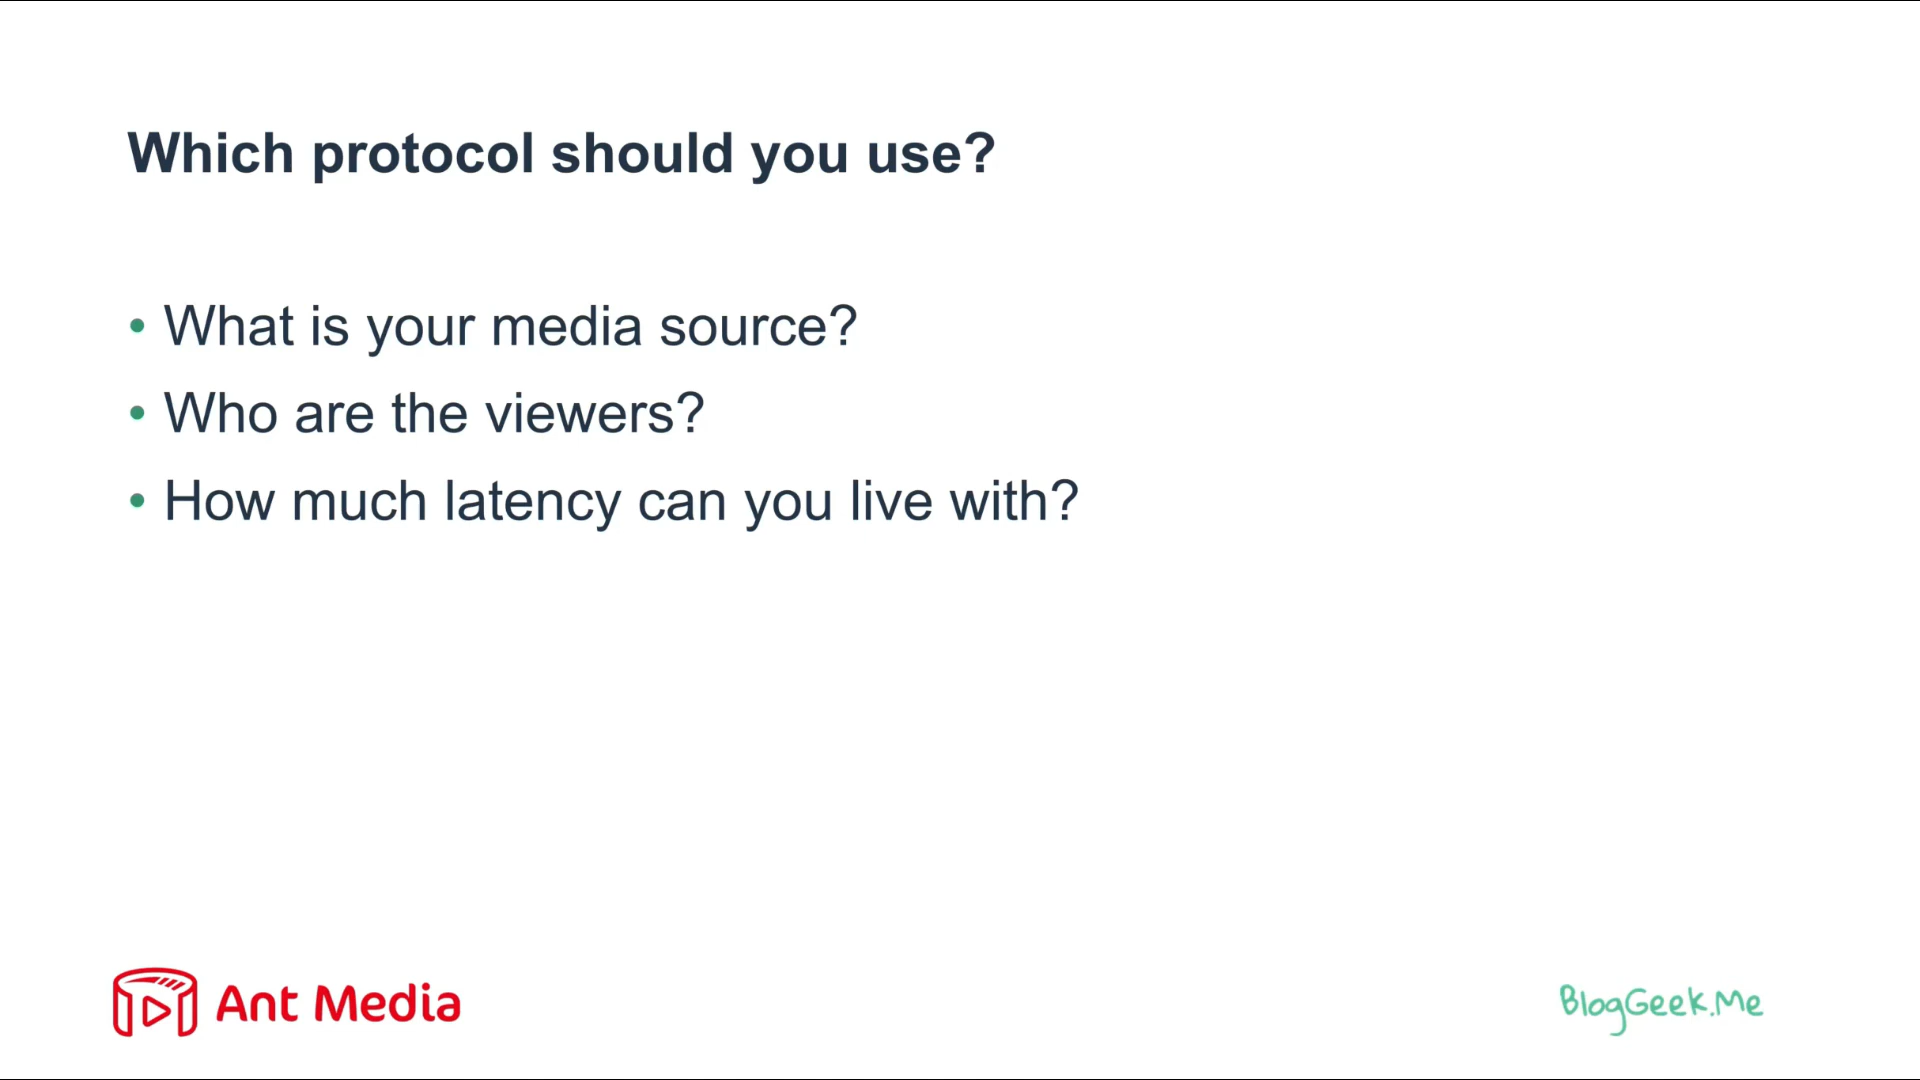 Which protocol should you use?
• What is your media source?
• Who are the viewers?
• How much latency can you live with?
Ant Media
BlogGeek.Me